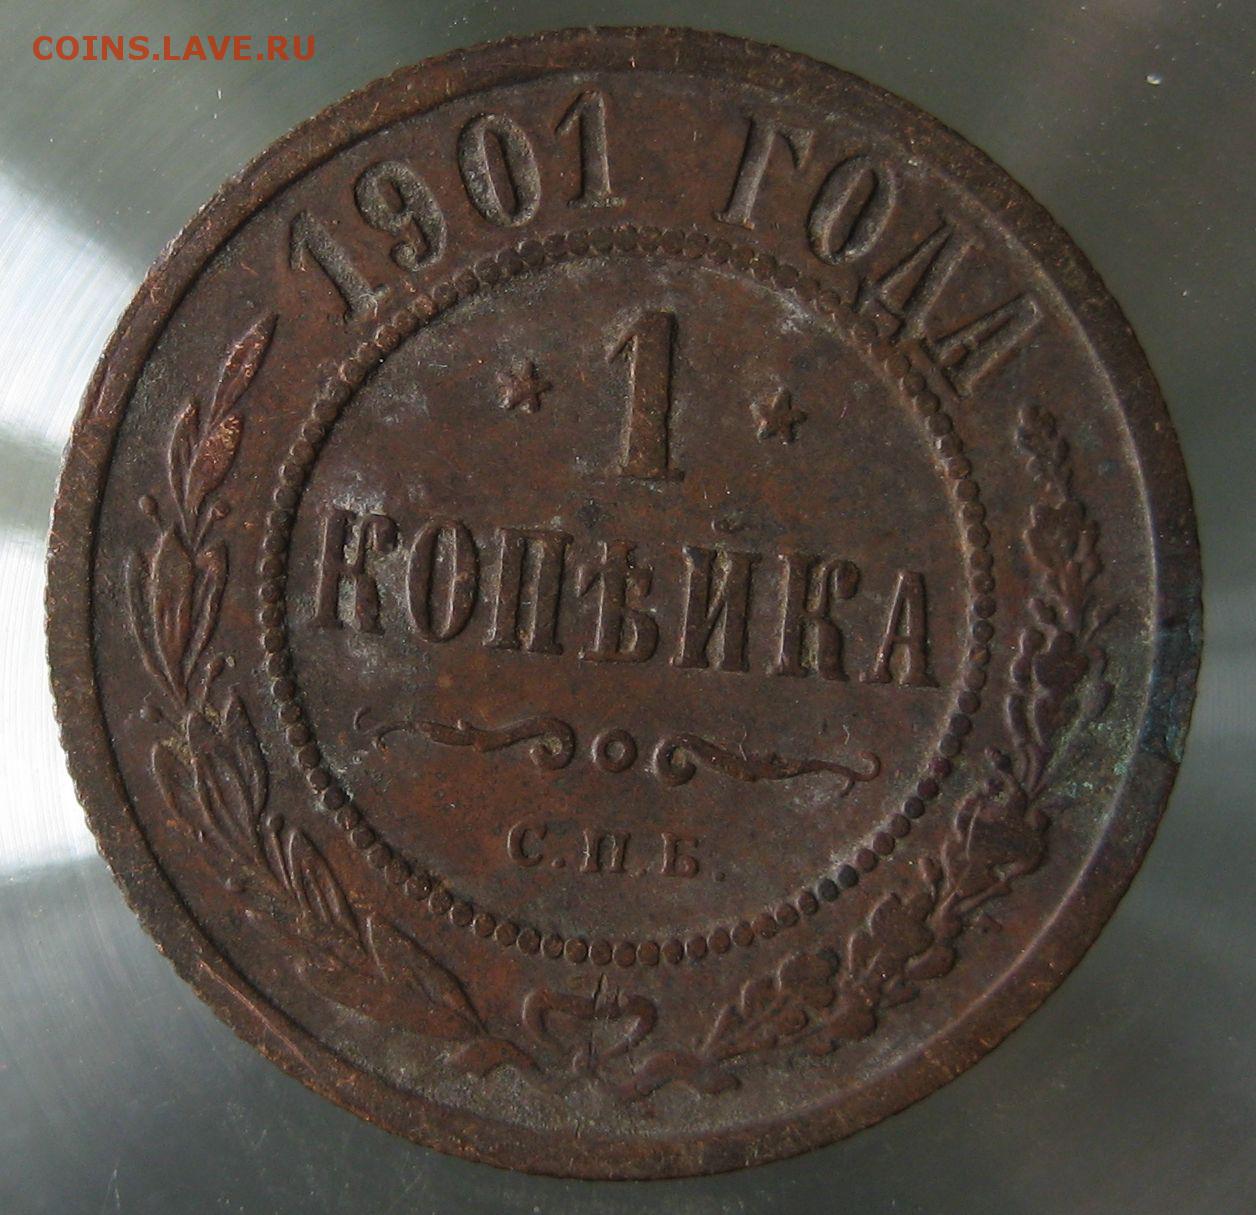 COINS.LAVE.RU
1901 ГОДА
* 1 *
КОПѢЙКА
С.П.Б.